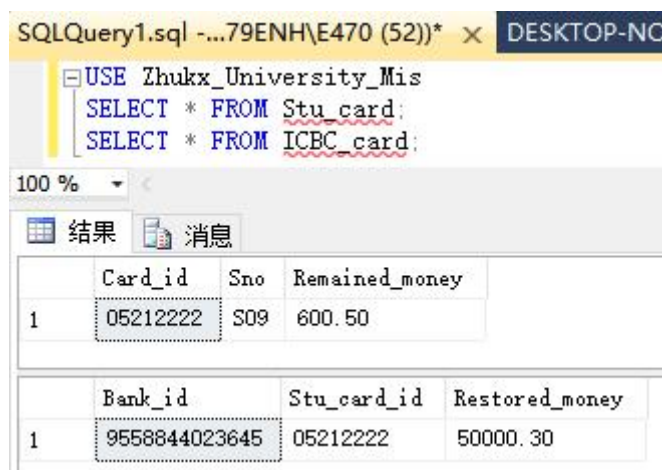 SQLQuery1.sql -...79ENH\E470 (52))* × DESKTOP-NO
USE Zhukx_University_Mis
SELECT * FROM Stu_card;
SELECT * FROM ICBC_card;
100 %
结果 消息
Card_id Sno Remained_money
1 05212222 S09 600.50
Bank_id Stu_card_id Restored_money
1 9558844023645 05212222 50000.30